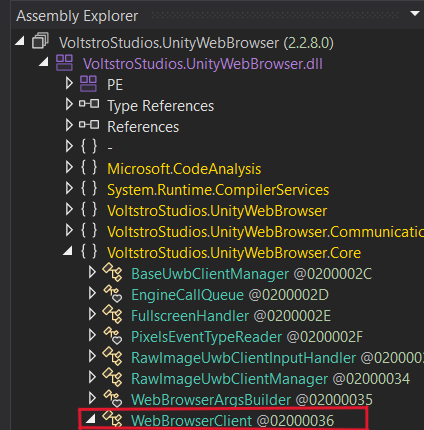 Assembly Explorer
VoltstroStudios.UnityWebBrowser (2.2.8.0)
VoltstroStudios.UnityWebBrowser.dll
PE
Type References
References
{ } -
{ } Microsoft.CodeAnalysis
{ } System.Runtime.CompilerServices
{ } VoltstroStudios.UnityWebBrowser
{ } VoltstroStudios.UnityWebBrowser.Communicatio
{ } VoltstroStudios.UnityWebBrowser.Core
BaseUwbClientManager @0200002C
EngineCallQueue @0200002D
FullscreenHandler @0200002E
PixelsEventTypeReader @0200002F
RawImageUwbClientInputHandler @0200003
RawImageUwbClientManager @02000034
WebBrowserArgsBuilder @02000035
WebBrowserClient @02000036